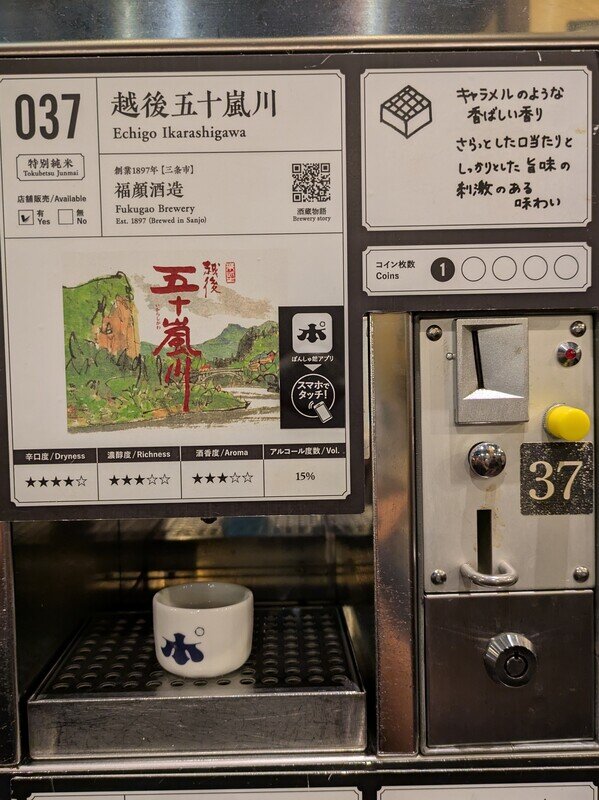 037
特別純米
Tokubetsu Junmai
店舗販売/Available
有
Yes
無
No
越後五十嵐川
Echigo Ikarashigawa
創業1897年【三条市】
福顔酒造
Fukugao Brewery
Est. 1897 (Brewed in Sanjo)
酒蔵物語
Brewery story
越後
五十嵐川
ぽ
ぽんしゅ館アプリ
スマホで
タッチ!
辛口度/Dryness
★★★★☆
濃醇度/Richness
★★★☆☆
酒香度/Aroma
★★★☆☆
アルコール度数/Vol.
15%
キャラメルのような
香ばしい香り
さらっとした口当たりと
しっかりとした旨味の
刺激のある
味わい
コイン枚数
Coins
1
37
ぽ